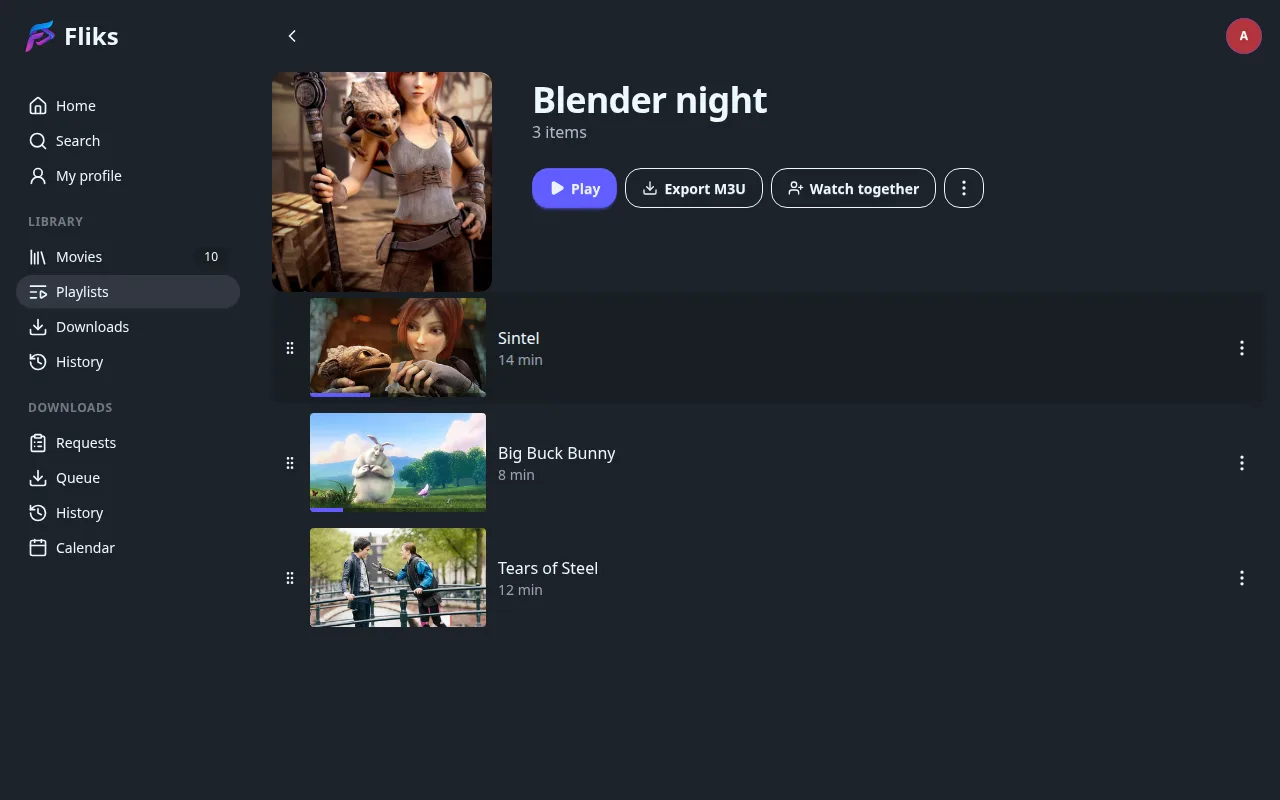 Fliks
A
Home
Search
My profile
LIBRARY
Movies 10
Playlists
Downloads
History
DOWNLOADS
Requests
Queue
History
Calendar
Blender night
3 items
Play
Export M3U
Watch together
Sintel
14 min
Big Buck Bunny
8 min
Tears of Steel
12 min